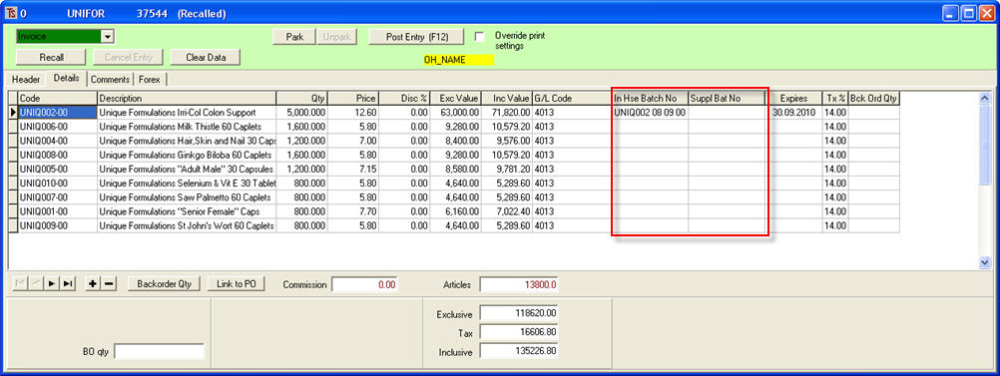 Ts 0 UNIFOR 37544 (Recalled)
Invoice Park Unpark Post Entry (F12) Override print settings
Recall Cancel Entry Clear Data OH_NAME
Header Details Comments Forex
Code Description Qty Price Disc % Exc Value Inc Value G/L Code In Hse Batch No Suppl Bat No Expires Tx % Bck Ord Qty
UNIQ002-00 Unique Formulations Irri-Col Colon Support 5,000.000 12.60 0.00 63,000.00 71,820.00 4013 UNIQ002 08 09 00 30.09.2010 14.00
UNIQ006-00 Unique Formulations Milk Thistle 60 Caplets 1,600.000 5.80 0.00 9,280.00 10,579.20 4013 14.00
UNIQ004-00 Unique Formulations Hair,Skin and Nail 30 Caps 1,200.000 7.00 0.00 8,400.00 9,576.00 4013 14.00
UNIQ008-00 Unique Formulations Ginkgo Biloba 60 Caplets 1,600.000 5.80 0.00 9,280.00 10,579.20 4013 14.00
UNIQ005-00 Unique Formulations "Adult Male" 30 Capsules 1,200.000 7.15 0.00 8,580.00 9,781.20 4013 14.00
UNIQ010-00 Unique Formulations Selenium & Vit E 30 Tablet 800.000 5.80 0.00 4,640.00 5,289.60 4013 14.00
UNIQ007-00 Unique Formulations Saw Palmetto 60 Caplets 800.000 5.80 0.00 4,640.00 5,289.60 4013 14.00
UNIQ001-00 Unique Formulations "Senior Female" Caps 800.000 7.70 0.00 6,160.00 7,022.40 4013 14.00
UNIQ009-00 Unique Formulations St John's Wort 60 Caplets 800.000 5.80 0.00 4,640.00 5,289.60 4013 14.00
Backorder Qty Link to PO Commission 0.00 Articles 13800.0
Exclusive 118620.00
Tax 16606.80
BO qty Inclusive 135226.80